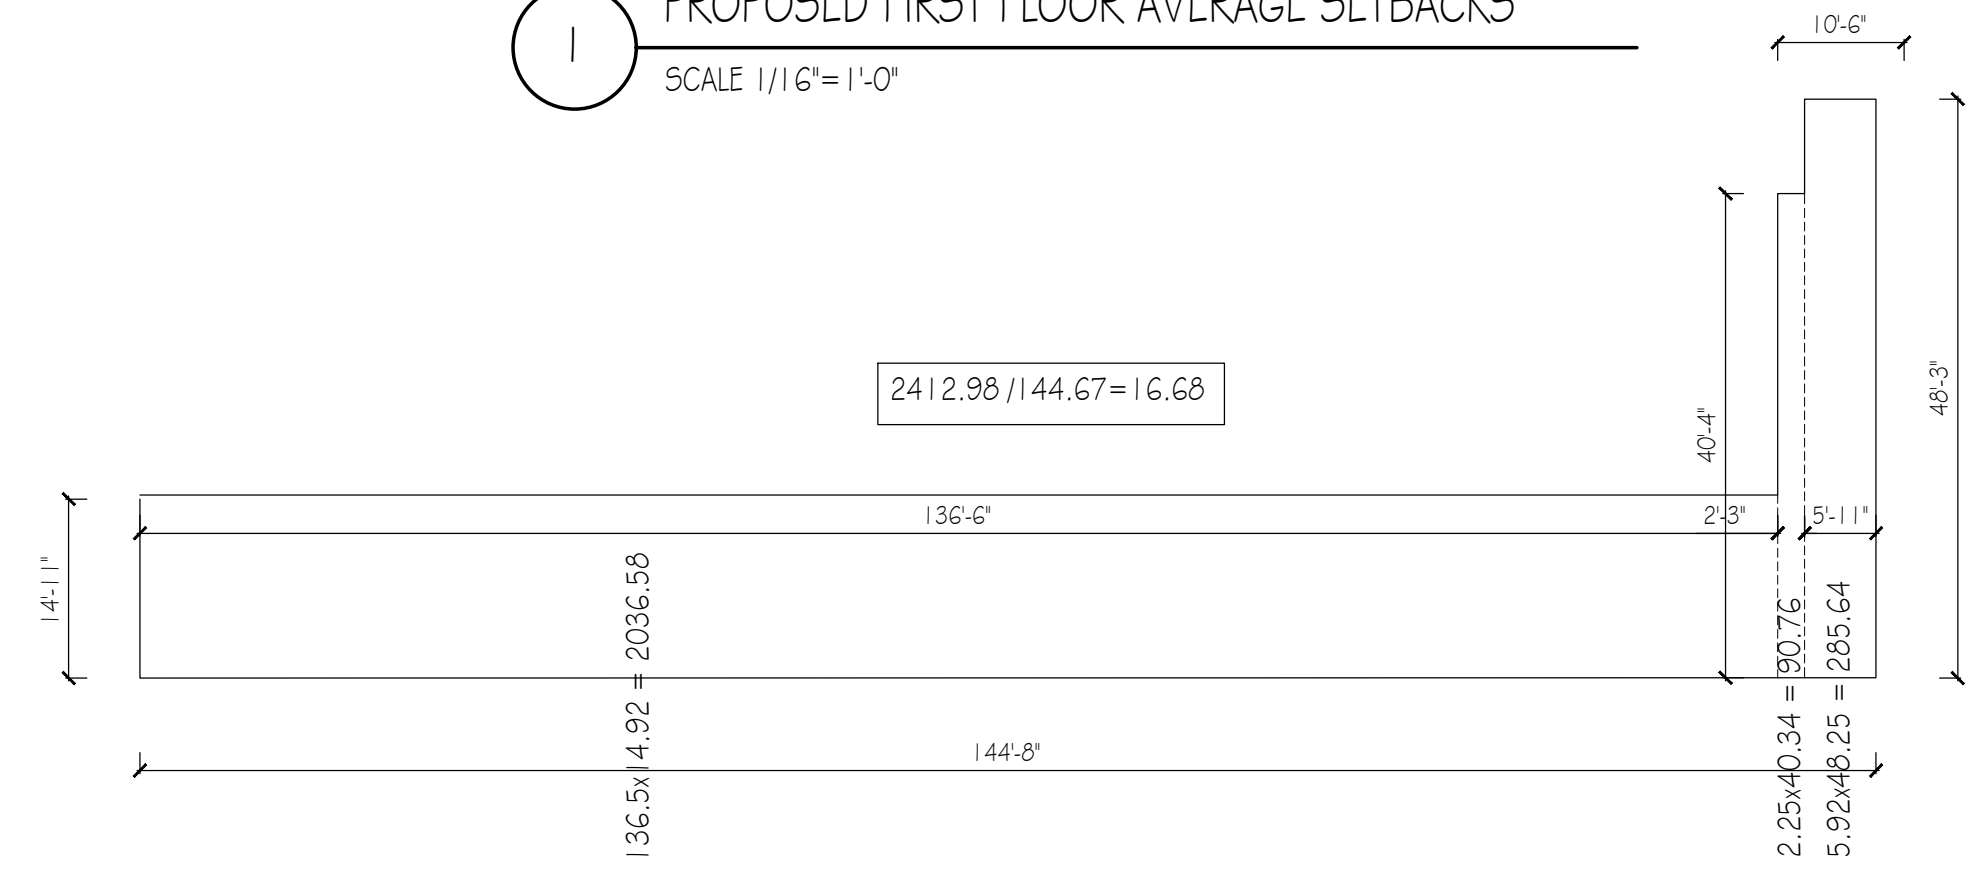 PROPOSED FIRST FLOOR AVERAGE SETBACKS
1
SCALE 1/16"=1'-0"
10'-6"
48'-3"
2412.98 /144.67=16.68
40'-4"
136'-6"
2'-3"
5'-11"
14'-11"
136.5x14.92 = 2036.58
2.25x40.34 = 90.76
5.92x48.25 = 285.64
144'-8"